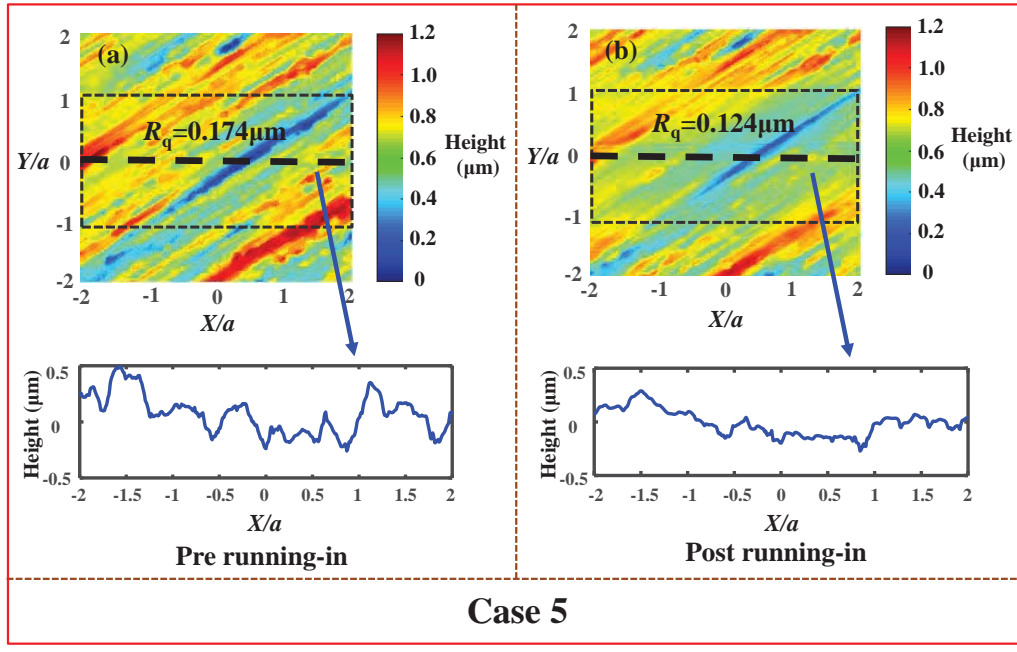 (a)
R_q=0.174μm
Y/a
2
1
0
-1
-2
-2 -1 0 1 2
X/a
1.2
1.0
0.8
0.6
0.4
0.2
0
Height
(μm)
Height (μm)
0.5
0
-0.5
-2 -1.5 -1 -0.5 0 0.5 1 1.5 2
X/a
Pre running-in
(b)
R_q=0.124μm
Y/a
2
1
0
-1
-2
-2 -1 0 1 2
X/a
1.2
1.0
0.8
0.6
0.4
0.2
0
Height
(μm)
Height (μm)
0.5
0
-0.5
-2 -1.5 -1 -0.5 0 0.5 1 1.5 2
X/a
Post running-in
Case 5